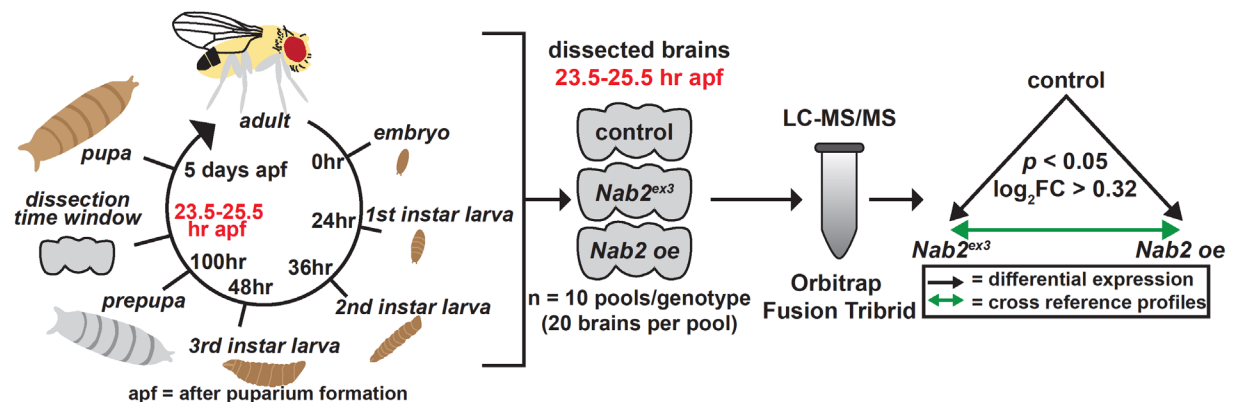 adult
embryo
0hr
24hr
1st instar larva
36hr
2nd instar larva
48hr
3rd instar larva
100hr
prepupa
23.5-25.5
hr apf
dissection
time window
5 days apf
pupa
apf = after puparium formation
dissected brains
23.5-25.5 hr apf
control
Nab2ex3
Nab2 oe
n = 10 pools/genotype
(20 brains per pool)
LC-MS/MS
Orbitrap
Fusion Tribrid
control
p < 0.05
log2FC > 0.32
Nab2ex3
Nab2 oe
= differential expression
= cross reference profiles